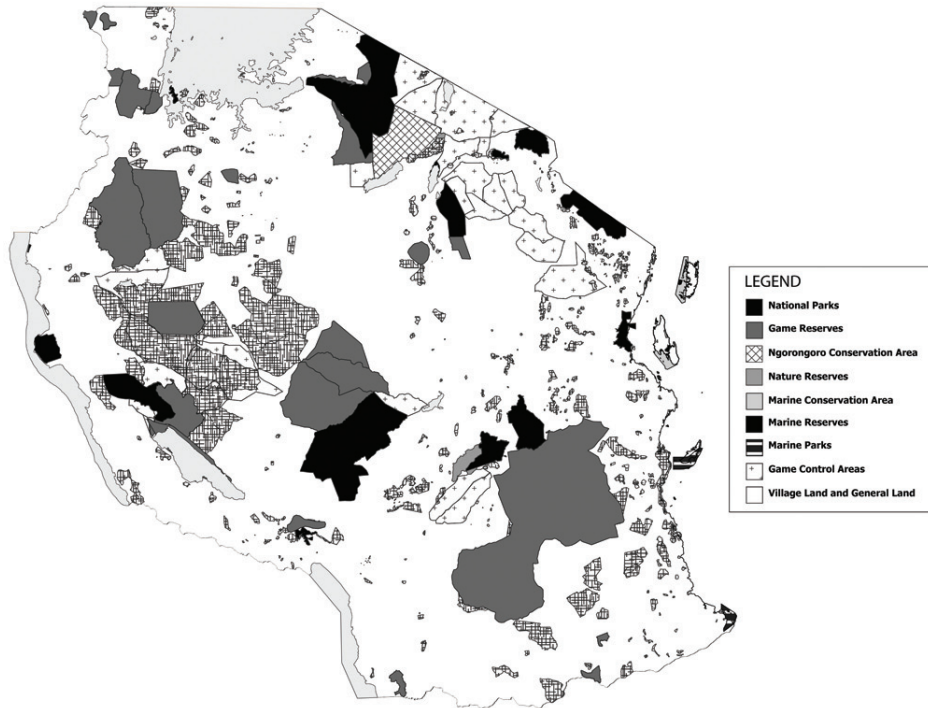 LEGEND
National Parks
Game Reserves
Ngorongoro Conservation Area
Nature Reserves
Marine Conservation Area
Marine Reserves
Marine Parks
Game Control Areas
Village Land and General Land